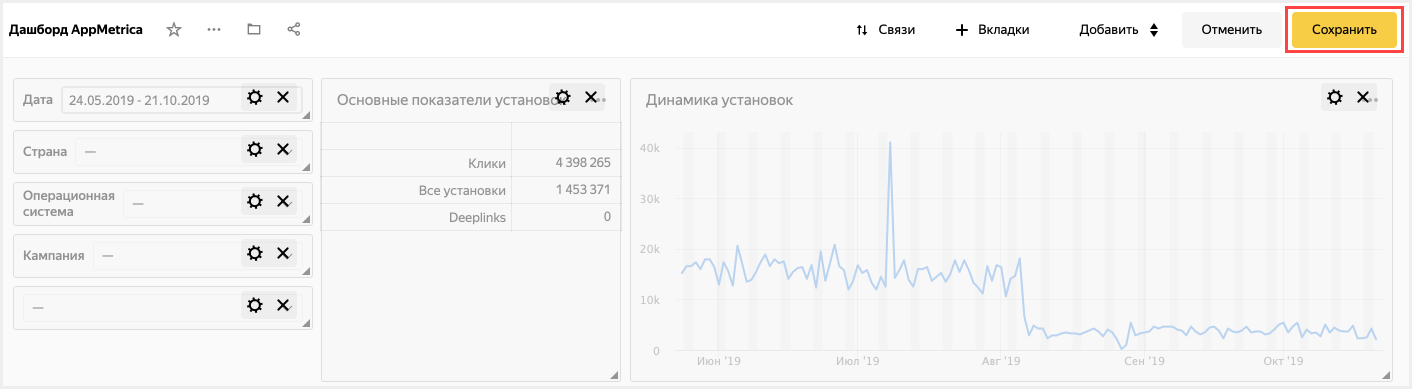 Дашборд AppMetrica
Связи
Вкладки
Добавить
Отменить
Сохранить
Дата
24.05.2019 - 21.10.2019
Страна
—
Операционная
система
—
Кампания
—
—
Основные показатели установок
Клики 4 398 265
Все установки 1 453 371
Deeplinks 0
Динамика установок
40k
30k
20k
10k
0
Июн '19 Июл '19 Авг '19 Сен '19 Окт '19